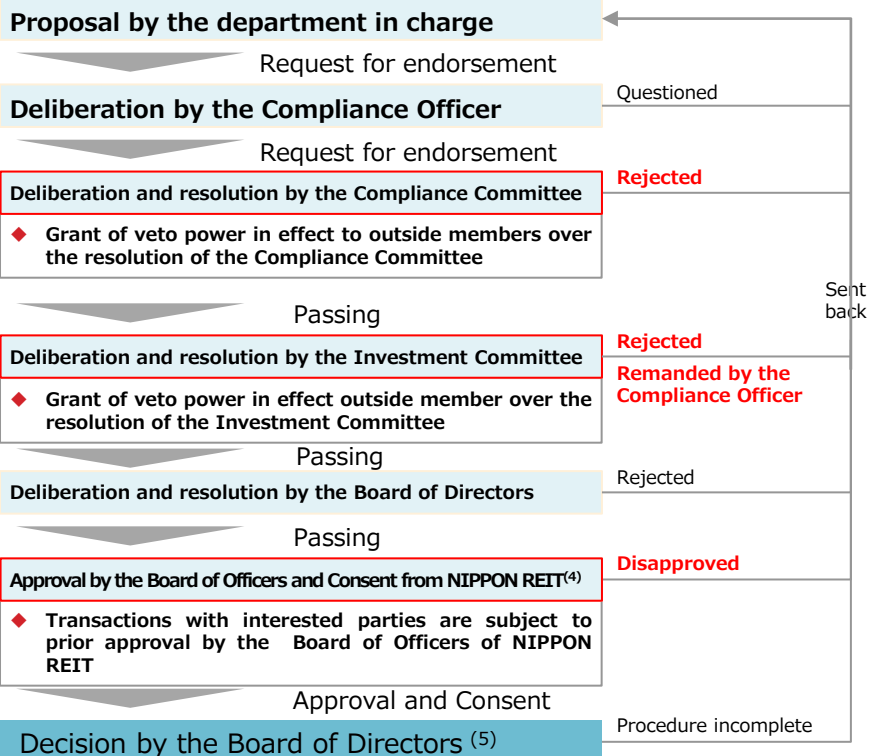 Proposal by the department in charge
Request for endorsement
Deliberation by the Compliance Officer
Questioned
Request for endorsement
Deliberation and resolution by the Compliance Committee
Rejected
◆ Grant of veto power in effect to outside members over
the resolution of the Compliance Committee
Sent
back
Passing
Deliberation and resolution by the Investment Committee
Rejected
Remanded by the
Compliance Officer
◆ Grant of veto power in effect outside member over the
resolution of the Investment Committee
Passing
Deliberation and resolution by the Board of Directors
Rejected
Passing
Approval by the Board of Officers and Consent from NIPPON REIT(4)
Disapproved
◆ Transactions with interested parties are subject to
prior approval by the Board of Officers of NIPPON
REIT
Approval and Consent
Decision by the Board of Directors (5)
Procedure incomplete